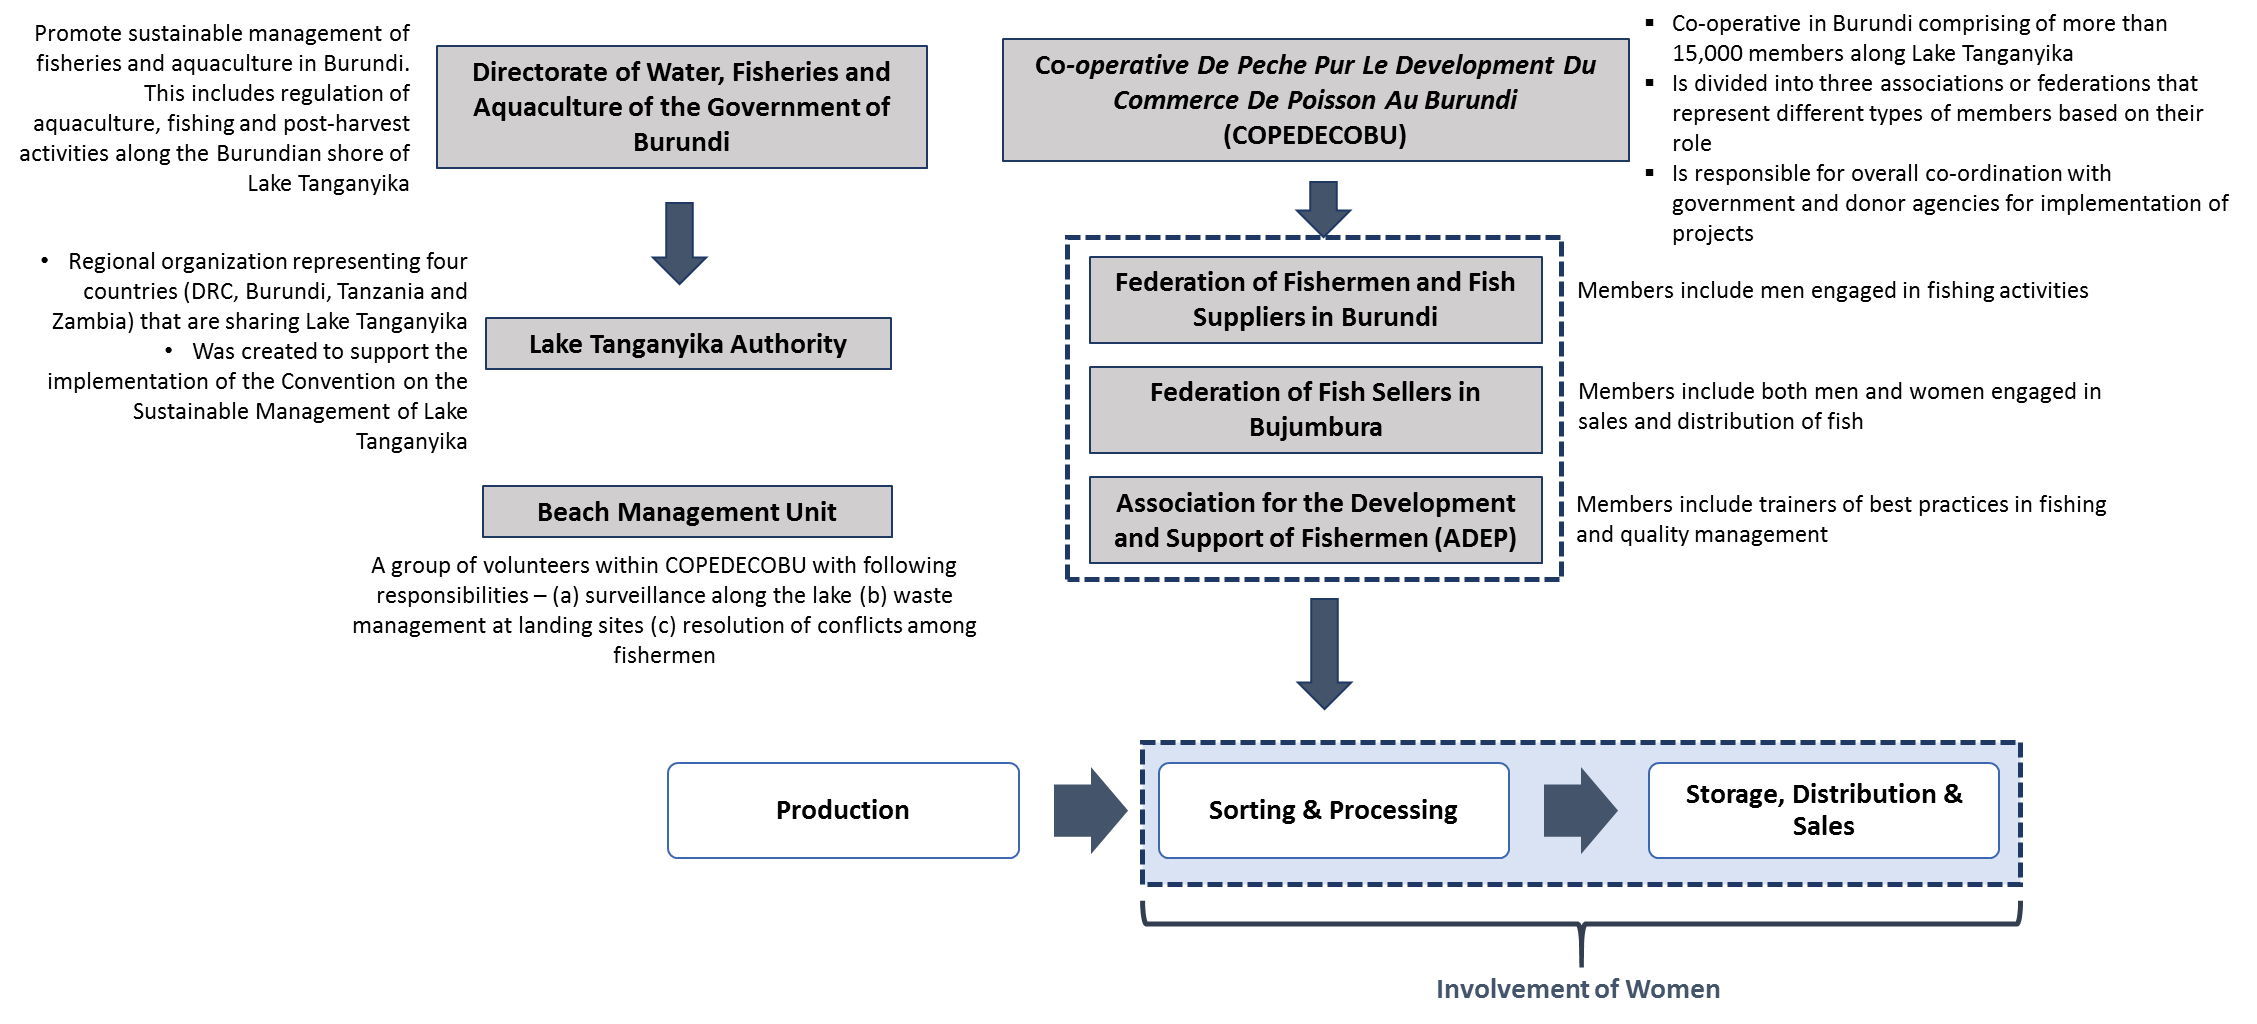 Promote sustainable management of
fisheries and aquaculture in Burundi.
This includes regulation of
aquaculture, fishing and post-harvest
activities along the Burundian shore of
Lake Tanganyika
Directorate of Water, Fisheries and
Aquaculture of the Government of
Burundi
• Regional organization representing four
countries (DRC, Burundi, Tanzania and
Zambia) that are sharing Lake Tanganyika
• Was created to support the
implementation of the Convention on the
Sustainable Management of Lake
Tanganyika
Lake Tanganyika Authority
Beach Management Unit
A group of volunteers within COPEDECOBU with following
responsibilities – (a) surveillance along the lake (b) waste
management at landing sites (c) resolution of conflicts among
fishermen
Co-operative De Peche Pur Le Development Du
Commerce De Poisson Au Burundi
(COPEDECOBU)
▪ Co-operative in Burundi comprising of more than
15,000 members along Lake Tanganyika
▪ Is divided into three associations or federations that
represent different types of members based on their
role
▪ Is responsible for overall co-ordination with
government and donor agencies for implementation of
projects
Federation of Fishermen and Fish
Suppliers in Burundi
Members include men engaged in fishing activities
Federation of Fish Sellers in
Bujumbura
Members include both men and women engaged in
sales and distribution of fish
Association for the Development
and Support of Fishermen (ADEP)
Members include trainers of best practices in fishing
and quality management
Production
Sorting & Processing
Storage, Distribution &
Sales
Involvement of Women